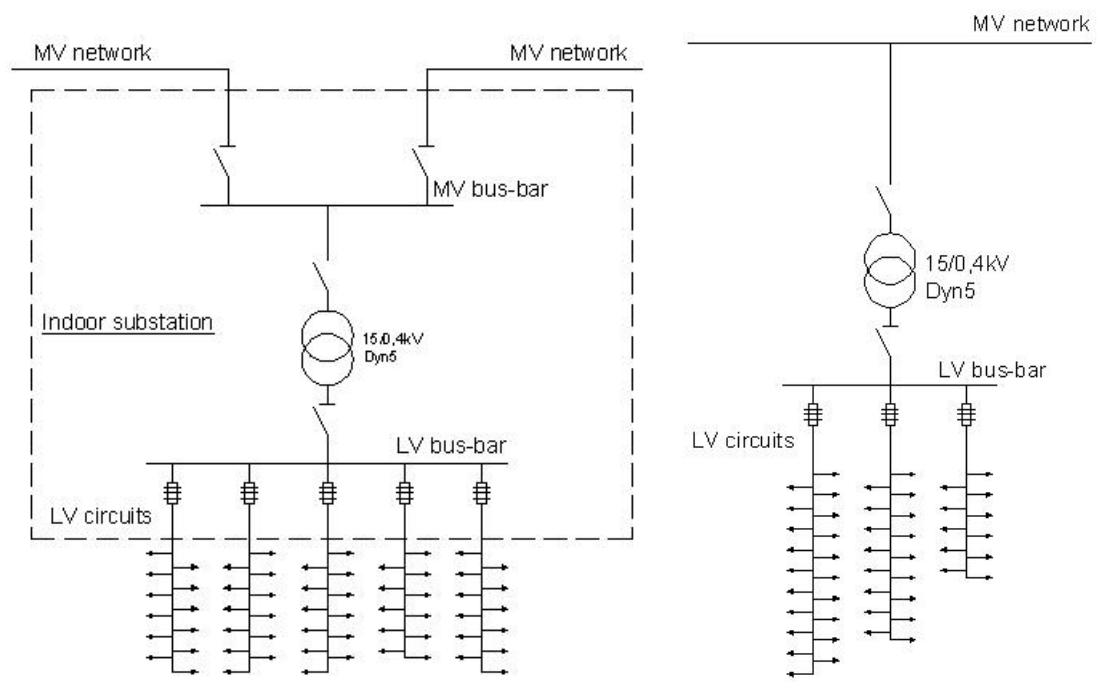 MV network
MV network
MV bus-bar
Indoor substation
15/0,4kV
Dyn5
LV bus-bar
LV circuits
MV network
15/0,4kV
Dyn5
LV bus-bar
LV circuits